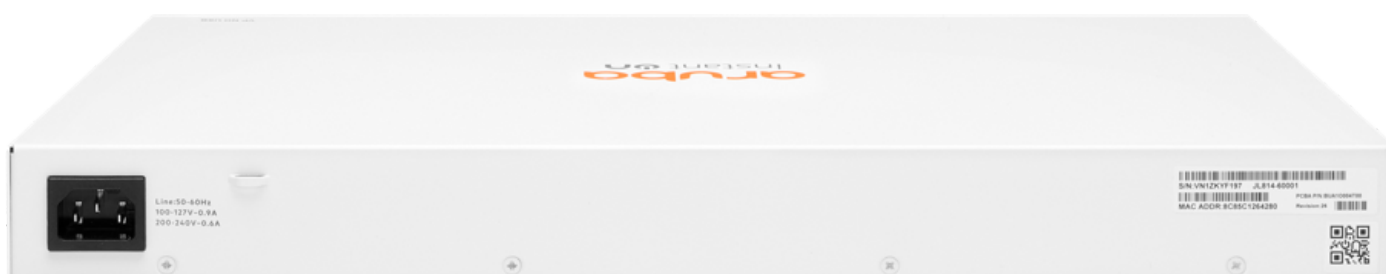 aruba
instant on
Line:50-60Hz
100-127V-0.9A
200-240V-0.6A
S/N:VN1ZKYF197 JL814-60001
MAC ADDR:8C85C1264280
Revision 26